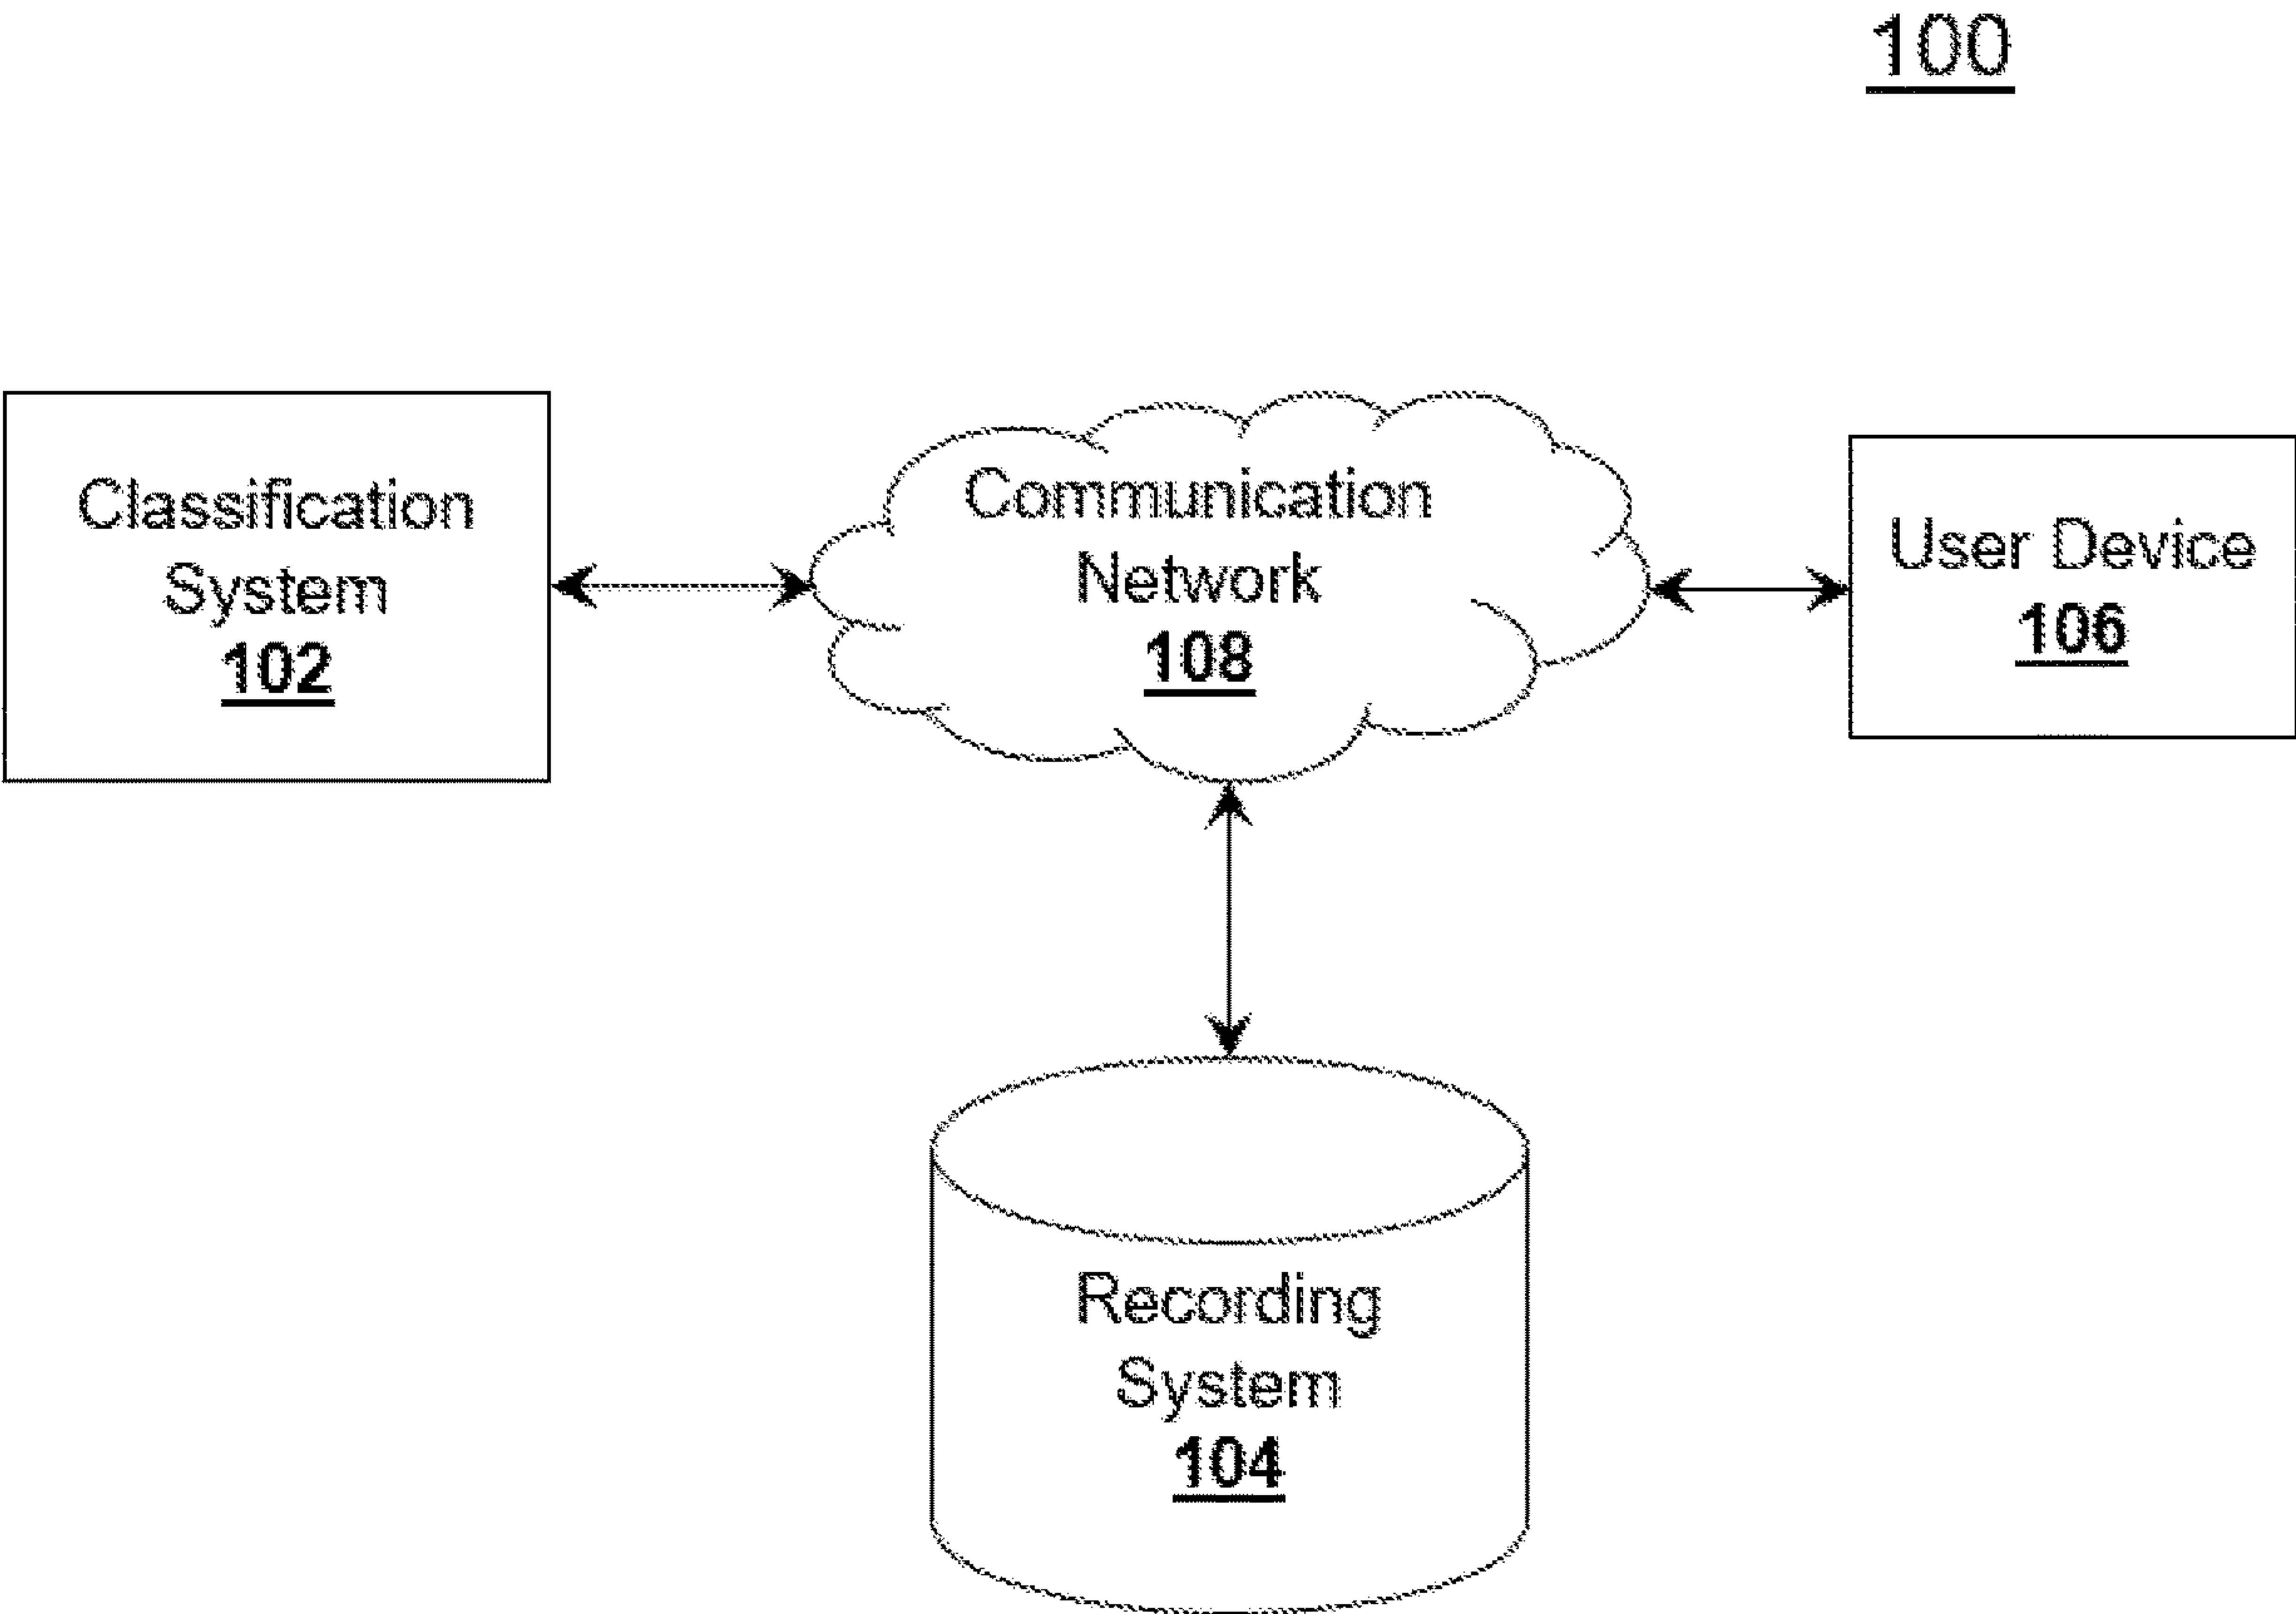 100
Classification
System
102
Communication
Network
108
User Device
106
Recording
System
104